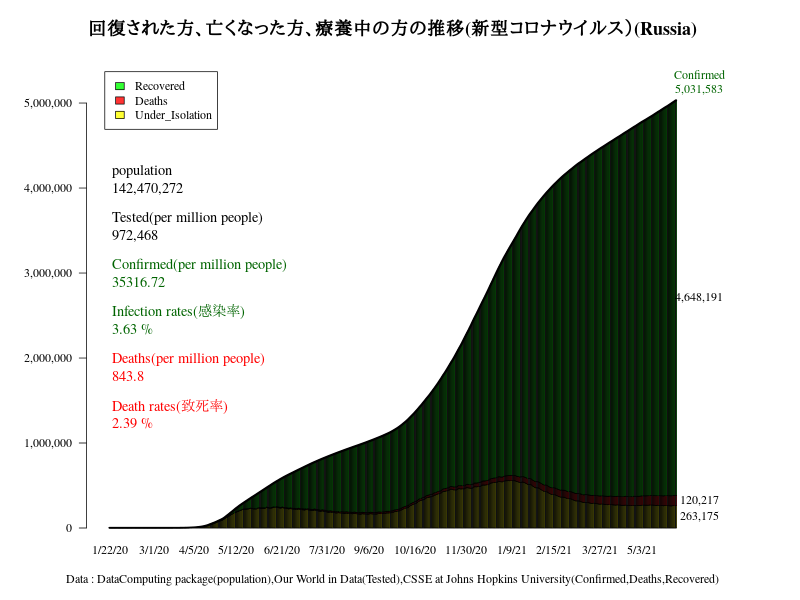 回復された方、亡くなった方、療養中の方の推移(新型コロナウイルス）(Russia)
Recovered
Deaths
Under_Isolation
Confirmed
5,031,583
5,000,000
4,000,000
3,000,000
2,000,000
1,000,000
0
population
142,470,272
Tested(per million people)
972,468
Confirmed(per million people)
35316.72
Infection rates(感染率)
3.63 %
Deaths(per million people)
843.8
Death rates(致死率)
2.39 %
4,648,191
120,217
263,175
1/22/20 3/1/20 4/5/20 5/12/20 6/21/20 7/31/20 9/6/20 10/16/20 11/30/20 1/9/21 2/15/21 3/27/21 5/3/21
Data : DataComputing package(population),Our World in Data(Tested),CSSE at Johns Hopkins University(Confirmed,Deaths,Recovered)